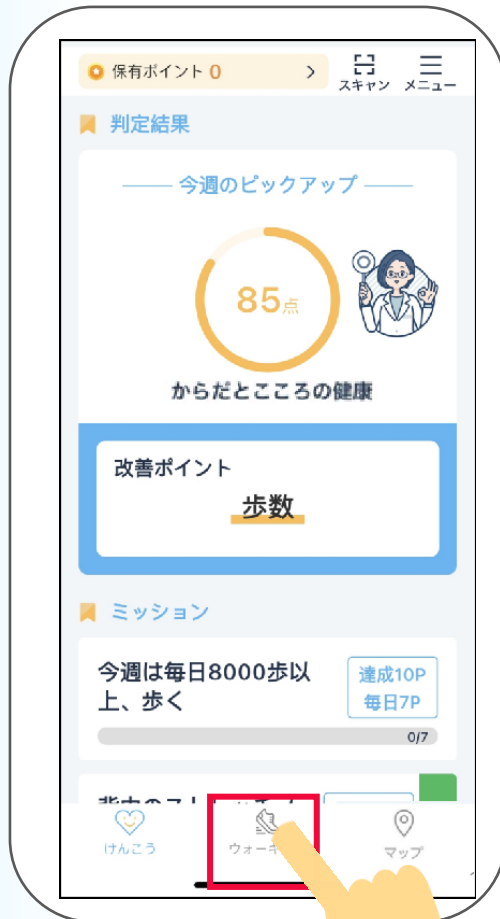 保有ポイント 0
スキャン
メニュー
判定結果
今週のピックアップ
85点
からだとこころの健康
改善ポイント
歩数
ミッション
今週は毎日8000歩以
上、歩く
達成10P
毎日7P
0/7
けんこう
ウォーキ
マップ